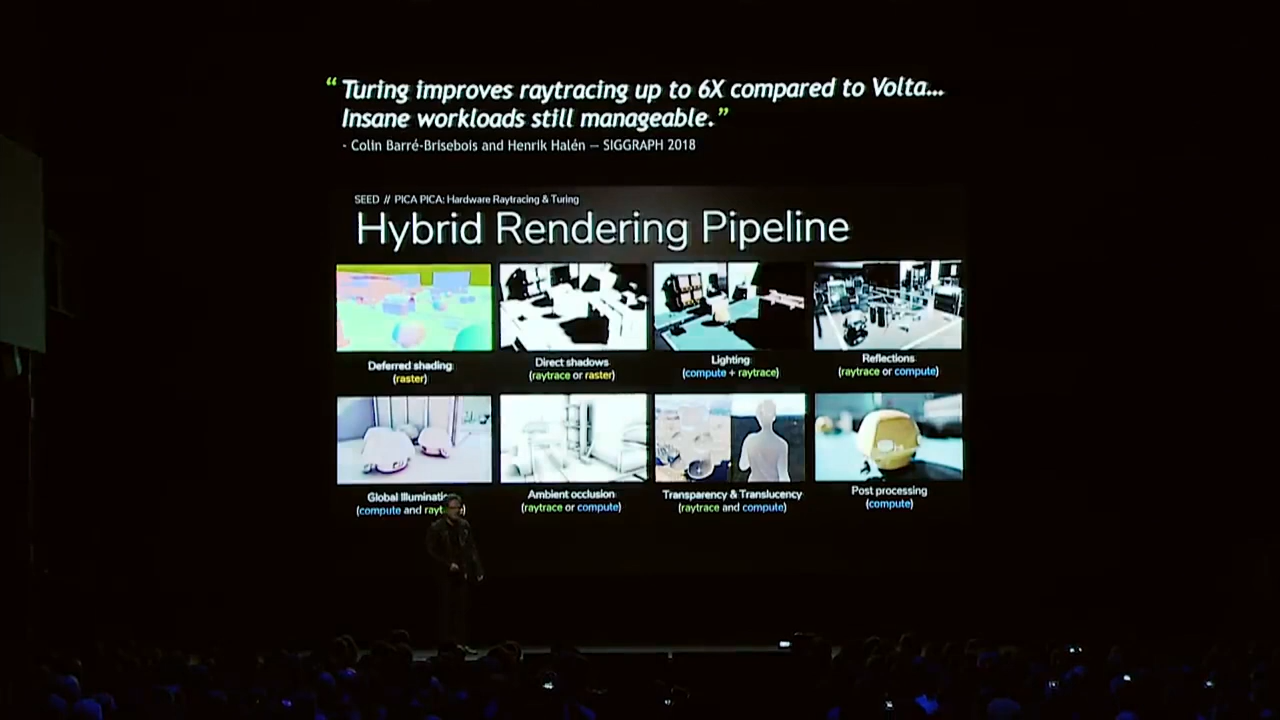 “ Turing improves raytracing up to 6X compared to Volta...
Insane workloads still manageable.”
- Colin Barré-Brisebois and Henrik Halén – SIGGRAPH 2018
SEED // PICA PICA: Hardware Raytracing & Turing
Hybrid Rendering Pipeline
Deferred shading
(raster)
Direct shadows
(raytrace or raster)
Lighting
(compute + raytrace)
Reflections
(raytrace or compute)
Global
(compute and
Ambient occlusion
(raytrace or compute)
Transparency & Translucency
(raytrace and compute)
Post processing
(compute)